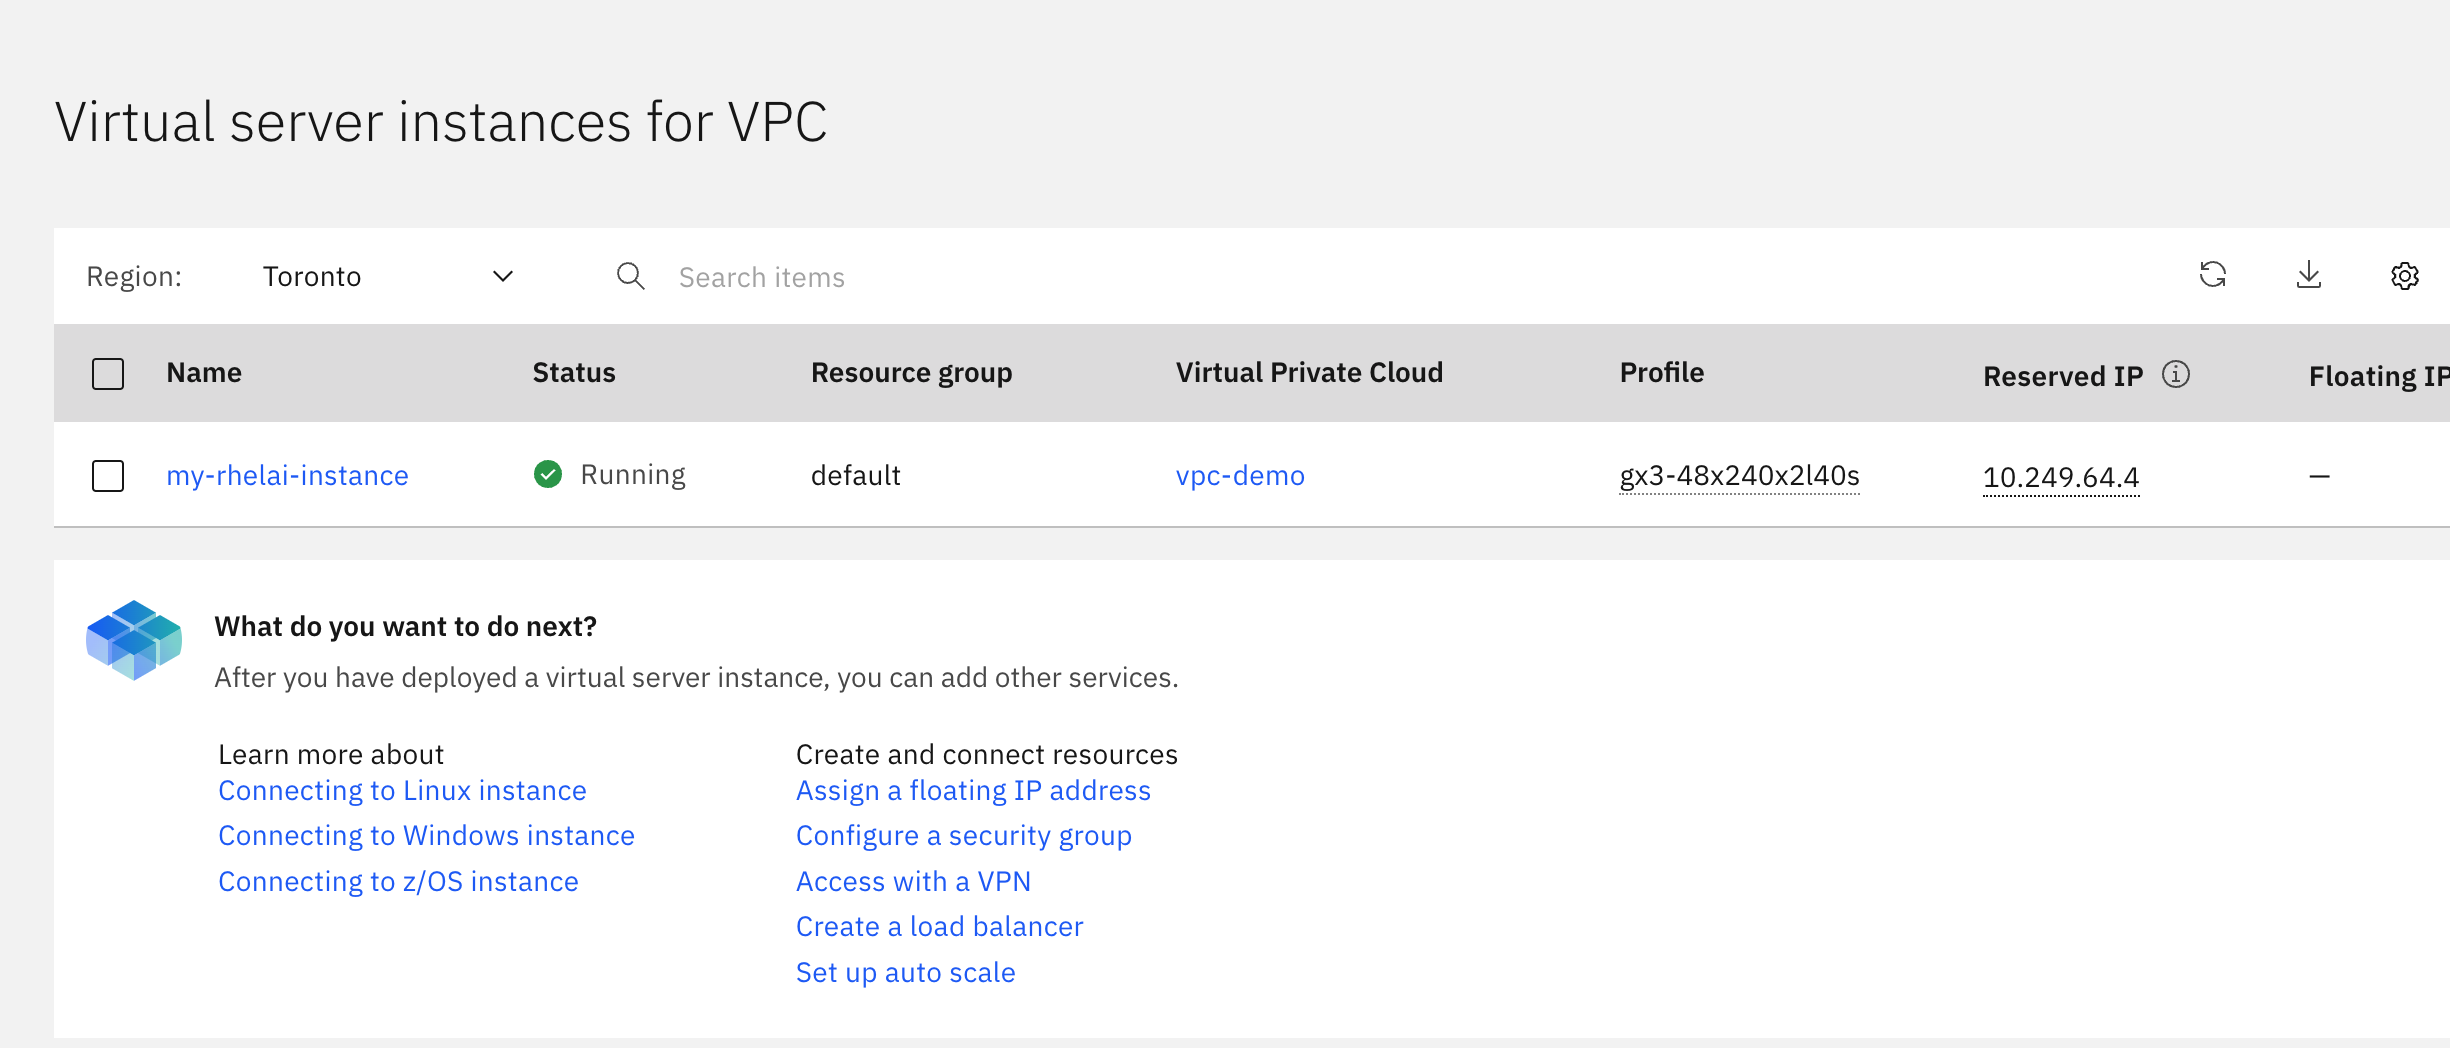 Virtual server instances for VPC
Region: Toronto Search items
Name Status Resource group Virtual Private Cloud Profile Reserved IP Floating IP
my-rhelai-instance Running default vpc-demo gx3-48x240x2l40s 10.249.64.4 –
What do you want to do next?
After you have deployed a virtual server instance, you can add other services.
Learn more about
Connecting to Linux instance
Connecting to Windows instance
Connecting to z/OS instance
Create and connect resources
Assign a floating IP address
Configure a security group
Access with a VPN
Create a load balancer
Set up auto scale